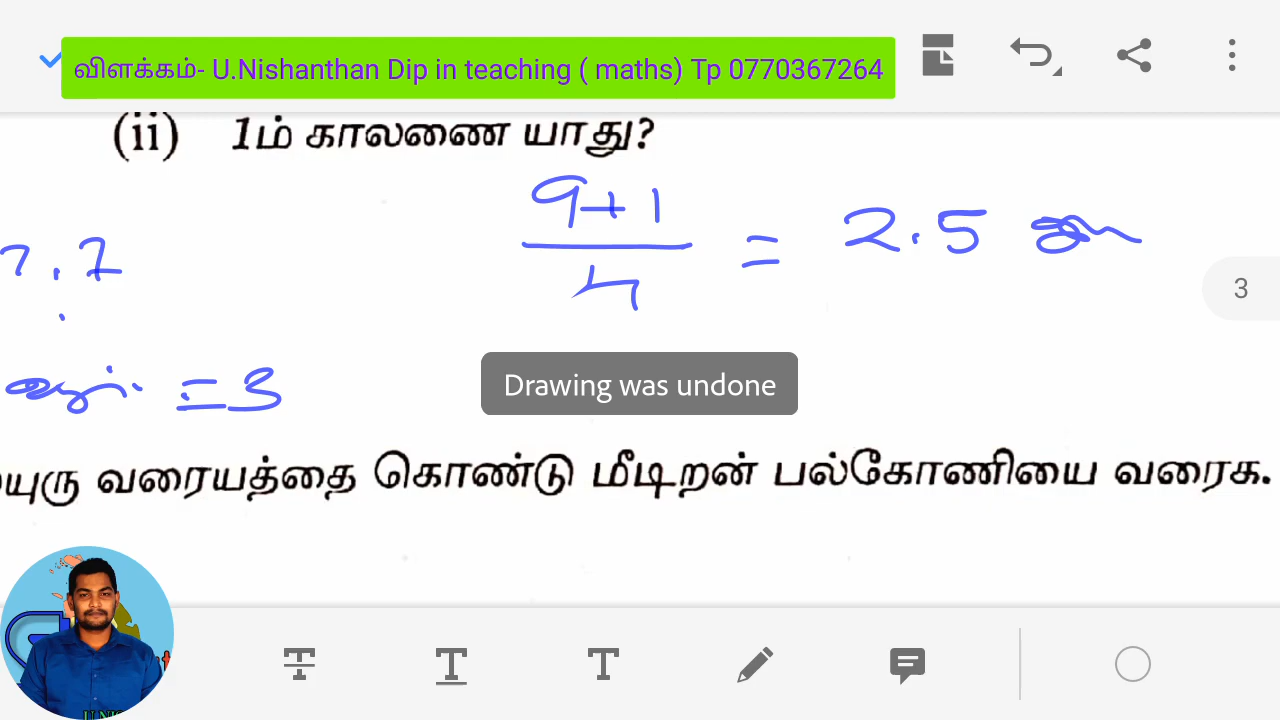 விளக்கம்- U.Nishanthan Dip in teaching ( maths) Tp 0770367264
(ii) 1ம் காலணை யாது?
9+1
= 2.5
4
7.7
3
= 3
Drawing was undone
யுரு வரையத்தை கொண்டு மீடிறன் பல்கோணியை வரைக.
T T T